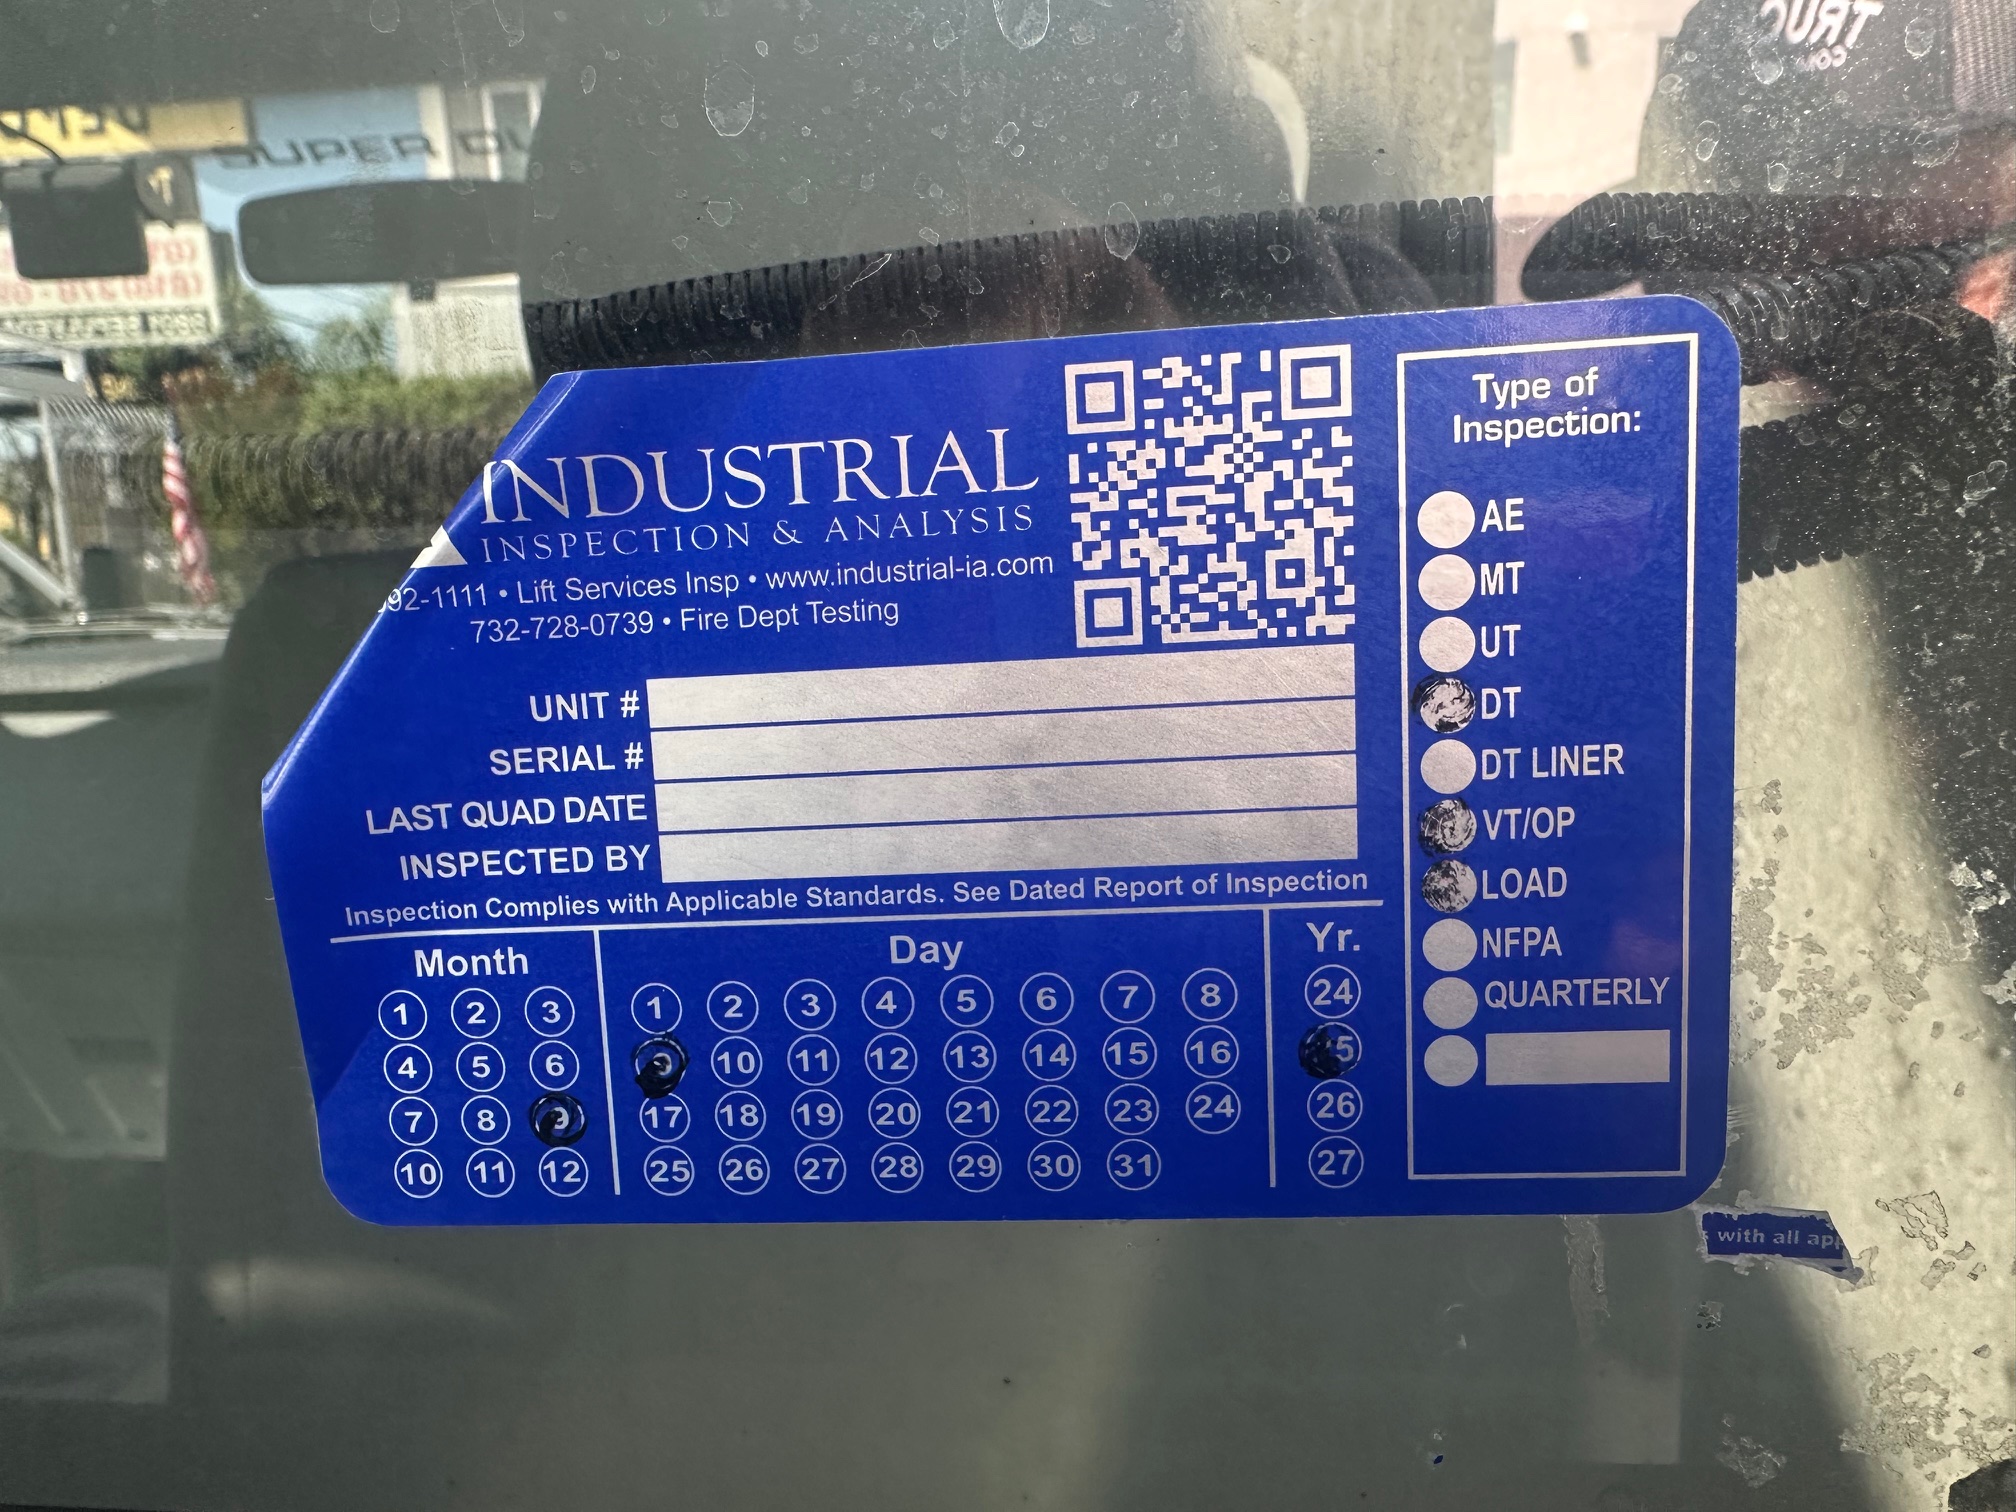 SUPER DU
TRUC
INDUSTRIAL
INSPECTION & ANALYSIS
92-1111 • Lift Services Insp • www.industrial-ia.com
732-728-0739 • Fire Dept Testing
UNIT #
SERIAL #
LAST QUAD DATE
INSPECTED BY
Inspection Complies with Applicable Standards. See Dated Report of Inspection
Month
1 2 3
4 5 6
7 8 9
10 11 12
Day
1 2 3 4 5 6 7 8
9 10 11 12 13 14 15 16
17 18 19 20 21 22 23 24
25 26 27 28 29 30 31
Yr.
24
5
26
27
Type of
Inspection:
AE
MT
UT
DT
DT LINER
VT/OP
LOAD
NFPA
QUARTERLY
with all app